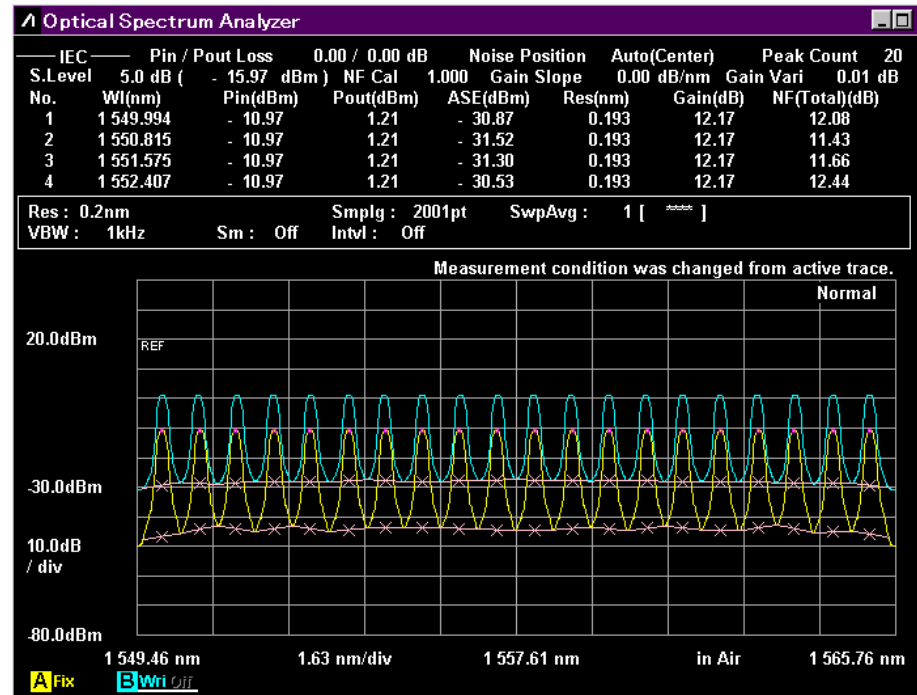 Optical Spectrum Analyzer
IEC Pin / Pout Loss 0.00 / 0.00 dB Noise Position Auto(Center) Peak Count 20
S.Level 5.0 dB ( - 15.97 dBm ) NF Cal 1.000 Gain Slope 0.00 dB/nm Gain Vari 0.01 dB
No. Wl(nm) Pin(dBm) Pout(dBm) ASE(dBm) Res(nm) Gain(dB) NF(Total)(dB)
1 1 549.994 - 10.97 1.21 - 30.87 0.193 12.17 12.08
2 1 550.815 - 10.97 1.21 - 31.52 0.193 12.17 11.43
3 1 551.575 - 10.97 1.21 - 31.30 0.193 12.17 11.66
4 1 552.407 - 10.97 1.21 - 30.53 0.193 12.17 12.44
Res : 0.2nm Smplg : 2001pt SwpAvg : 1 [ **** ]
VBW : 1kHz Sm : Off Intvl : Off
Measurement condition was changed from active trace.
Normal
20.0dBm
REF
-30.0dBm
10.0dB
/ div
-80.0dBm
1 549.46 nm 1.63 nm/div 1 557.61 nm in Air 1 565.76 nm
A Fix B Wri Off